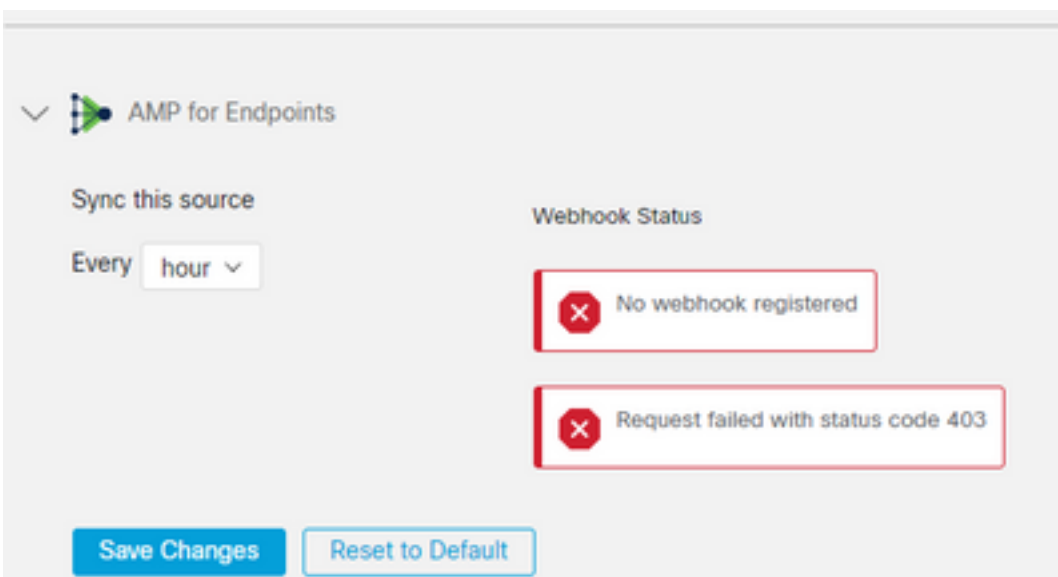 AMP for Endpoints
Sync this source
Every hour
Webhook Status
No webhook registered
Request failed with status code 403
Save Changes
Reset to Default